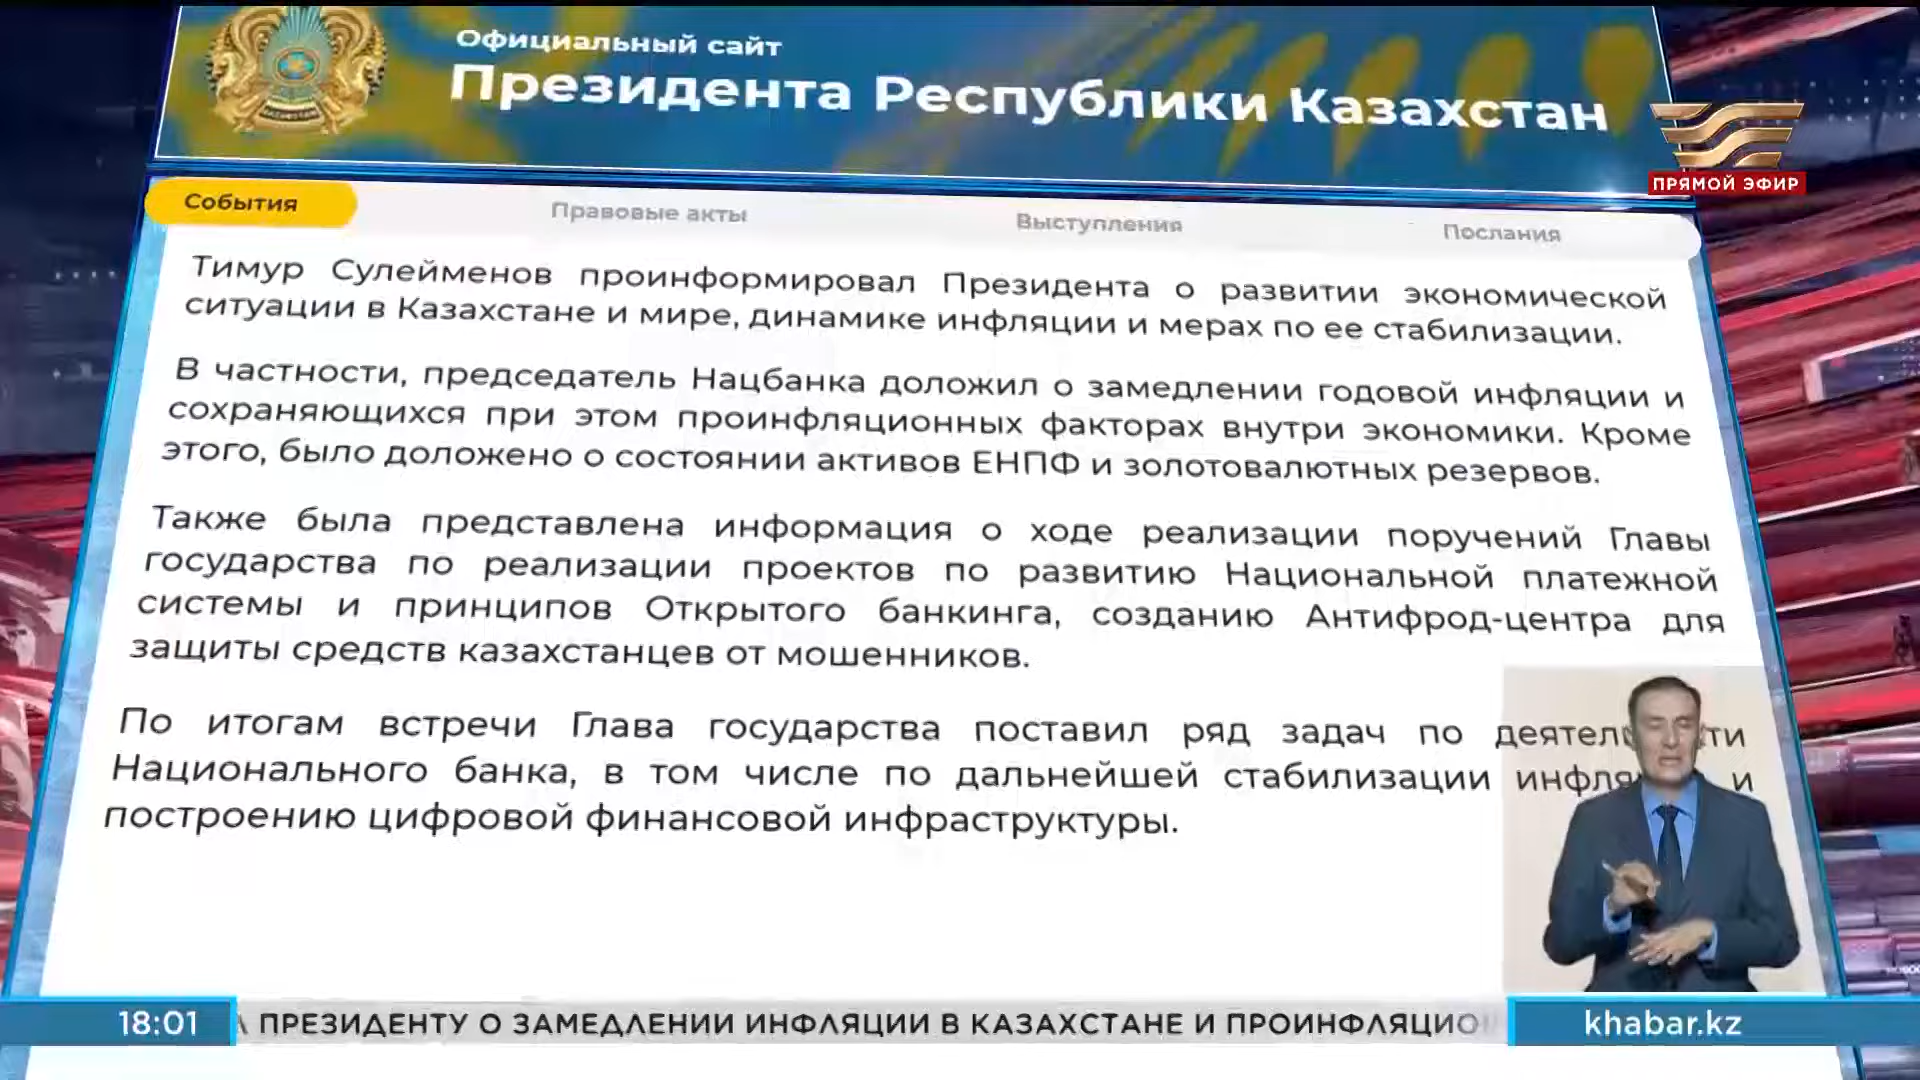 Официальный сайт
Президента Республики Казахстан
ПРЯМОЙ ЭФИР
События
Правовые акты
Выступления
Послания
Тимур Сулейменов проинформировал Президента о развитии экономической
ситуации в Казахстане и мире, динамике инфляции и мерах по ее стабилизации.
В частности, председатель Нацбанка доложил о замедлении годовой инфляции и
сохраняющихся при этом проинфляционных факторах внутри экономики. Кроме
этого, было доложено о состоянии активов ЕНПФ и золотовалютных резервов.
Также была представлена информация о ходе реализации поручений Главы
государства по реализации проектов по развитию Национальной платежной
системы и принципов Открытого банкинга, созданию Антифрод-центра для
защиты средств казахстанцев от мошенников.
По итогам встречи Глава государства поставил ряд задач по
Национального банка, в том числе по дальнейшей стабилизации и
построению цифровой финансовой инфраструктуры.
18:01
ПРЕЗИДЕНТУ О ЗАМЕДЛЕНИИ ИНФЛЯЦИИ В КАЗАХСТАНЕ И ПРОИНФЛЯЦИО
khabar.kz